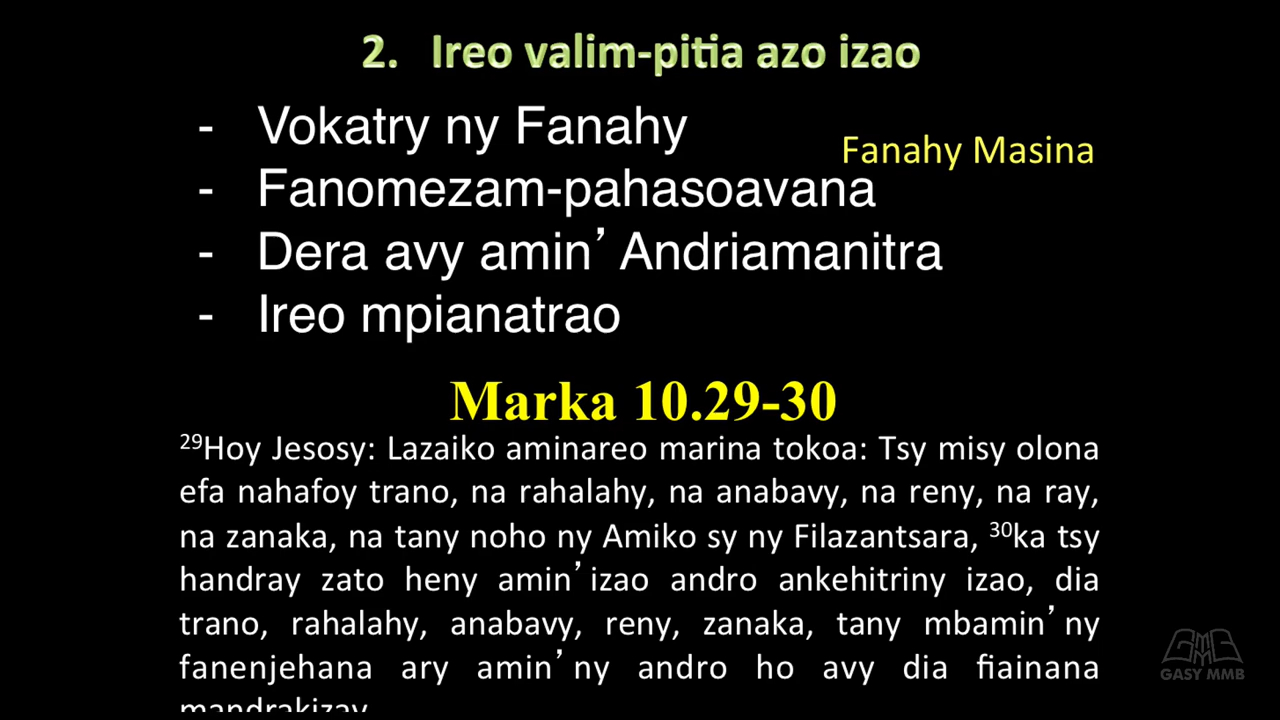 2. Ireo valim-pitia azo izao
- Vokatry ny Fanahy
Fanahy Masina
- Fanomezam-pahasoavana
- Dera avy amin’ Andriamanitra
- Ireo mpianatrao
Marka 10.29-30
29Hoy Jesosy: Lazaiko aminareo marina tokoa: Tsy misy olona
efa nahafoy trano, na rahalahy, na anabavy, na reny, na ray,
na zanaka, na tany noho ny Amiko sy ny Filazantsara, 30ka tsy
handray zato heny amin’izao andro ankehitriny izao, dia
trano, rahalahy, anabavy, reny, zanaka, tany mbamin’ny
fanenjehana ary amin’ny andro ho avy dia fiainana
mandrakizay
GASY MMB